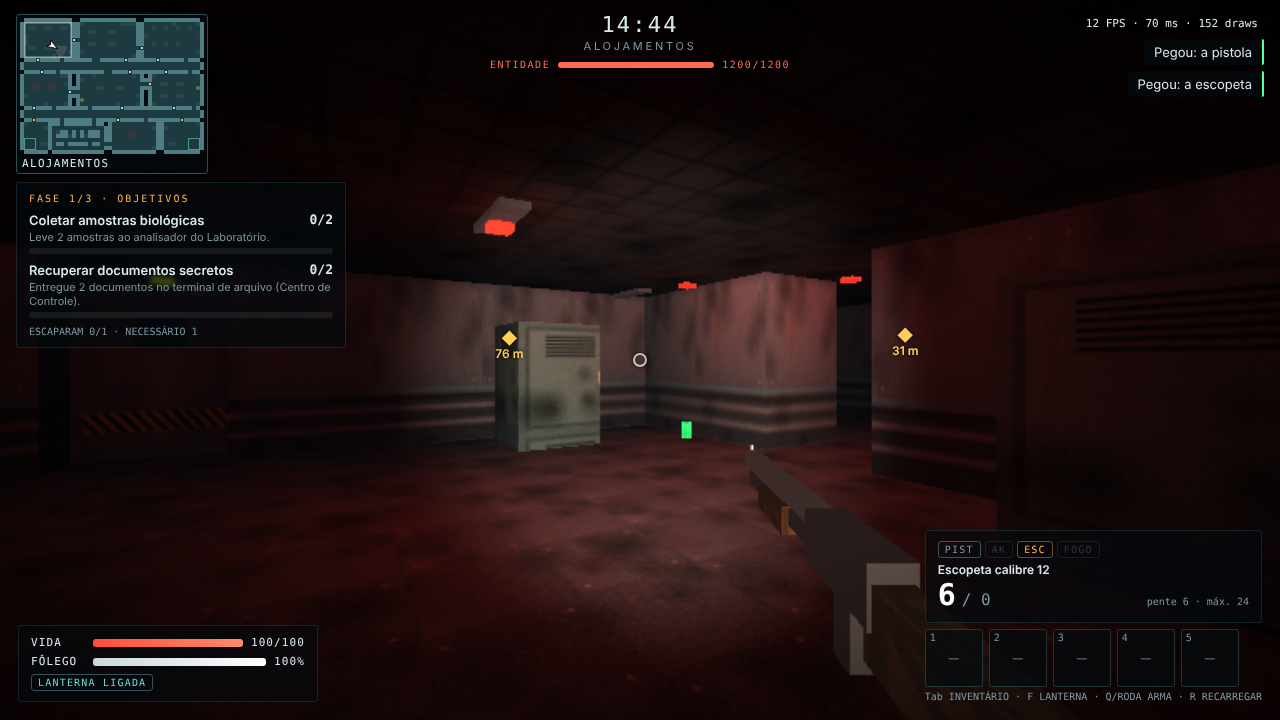 14:44
ALOJAMENTOS
ENTIDADE 1200/1200
12 FPS · 70 ms · 152 draws
Pegou: a pistola
Pegou: a escopeta
ALOJAMENTOS
FASE 1/3 · OBJETIVOS
Coletar amostras biológicas 0/2
Leve 2 amostras ao analisador do Laboratório.
Recuperar documentos secretos 0/2
Entregue 2 documentos no terminal de arquivo (Centro de
Controle).
ESCAPARAM 0/1 · NECESSÁRIO 1
76 m
31 m
PIST AK ESC FOGO
Escopeta calibre 12
6 / 0 pente 6 · máx. 24
1 2 3 4 5
— — — — —
Tab INVENTÁRIO · F LANTERNA · Q/RODA ARMA · R RECARREGAR
VIDA 100/100
FÔLEGO 100%
LANTERNA LIGADA